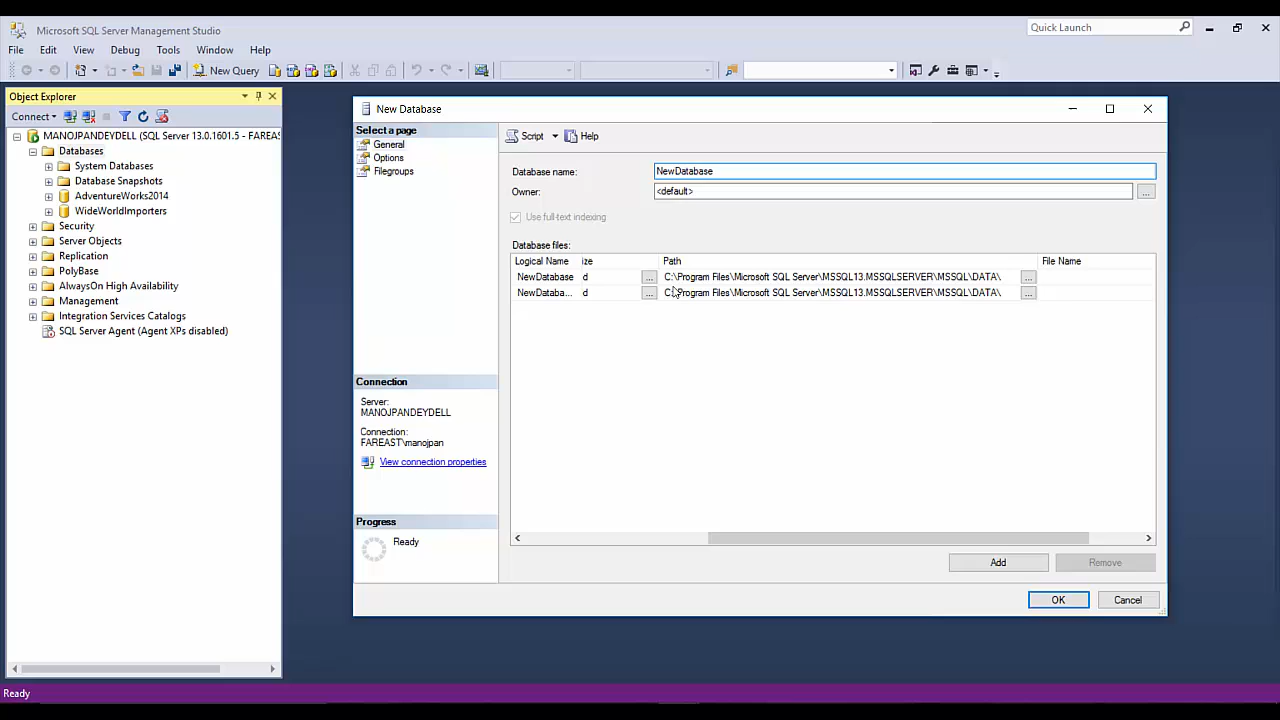 Microsoft SQL Server Management Studio
Quick Launch
File Edit View Debug Tools Window Help
New Query
Object Explorer
Connect
MANOJPANDEYDELL (SQL Server 13.0.1601.5 - FAREAS
Databases
System Databases
Database Snapshots
AdventureWorks2014
WideWorldImporters
Security
Server Objects
Replication
PolyBase
AlwaysOn High Availability
Management
Integration Services Catalogs
SQL Server Agent (Agent XPs disabled)
New Database
Select a page
General
Options
Filegroups
Connection
Server:
MANOJPANDEYDELL
Connection:
FAREAST\manojpan
View connection properties
Progress
Ready
Script Help
Database name: NewDatabase
Owner: <default> ...
Use full-text indexing
Database files:
Logical Name ize Path File Name
NewDatabase d ... C:\Program Files\Microsoft SQL Server\MSSQL13.MSSQLSERVER\MSSQL\DATA\ ...
NewDataba... d ... C:\Program Files\Microsoft SQL Server\MSSQL13.MSSQLSERVER\MSSQL\DATA\ ...
Add Remove
OK Cancel
Ready